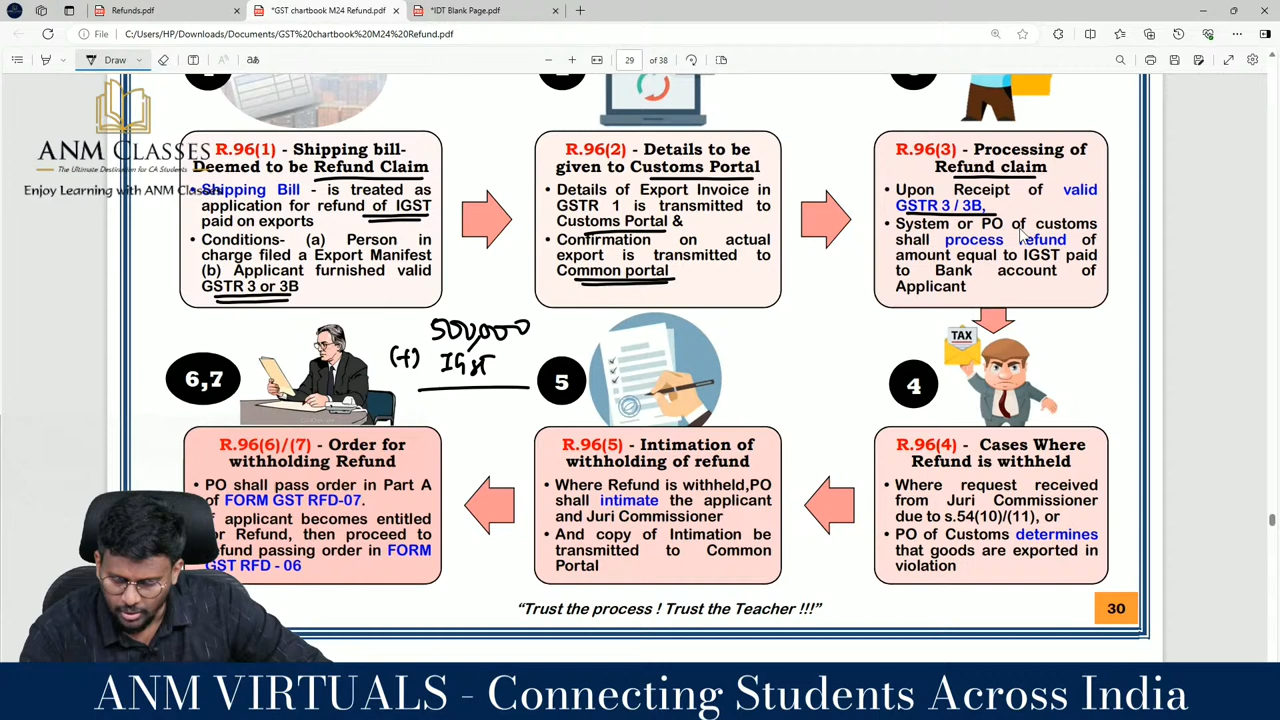 Refunds.pdf
*GST chartbook M24 Refund.pdf
*IDT Blank Page.pdf
File
C:/Users/HP/Downloads/Documents/GST%20chartbook%20M24%20Refund.pdf
Draw
29 of 38
ANM CLASSES
The Ultimate Destination for CA Students
Enjoy Learning with ANM Classes
R.96(1) - Shipping bill-
Deemed to be Refund Claim
• Shipping Bill - is treated as
application for refund of IGST
paid on exports
• Conditions- (a) Person in
charge filed a Export Manifest
(b) Applicant furnished valid
GSTR 3 or 3B
R.96(2) - Details to be
given to Customs Portal
• Details of Export Invoice in
GSTR 1 is transmitted to
Customs Portal &
• Confirmation on actual
export is transmitted to
Common portal
R.96(3) - Processing of
Refund claim
• Upon Receipt of valid
GSTR 3 / 3B,
• System or PO of customs
shall process refund of
amount equal to IGST paid
to Bank account of
Applicant
500,000
(+) IGST
6,7
5
TAX
4
R.96(6)/(7) - Order for
withholding Refund
• PO shall pass order in Part A
of FORM GST RFD-07.
applicant becomes entitled
Refund, then proceed to
refund passing order in FORM
GST RFD - 06
R.96(5) - Intimation of
withholding of refund
• Where Refund is withheld,PO
shall intimate the applicant
and Juri Commissioner
• And copy of Intimation be
transmitted to Common
Portal
R.96(4) - Cases Where
Refund is withheld
• Where request received
from Juri Commissioner
due to s.54(10)/(11), or
• PO of Customs determines
that goods are exported in
violation
"Trust the process ! Trust the Teacher !!!"
30
ANM VIRTUALS - Connecting Students Across India